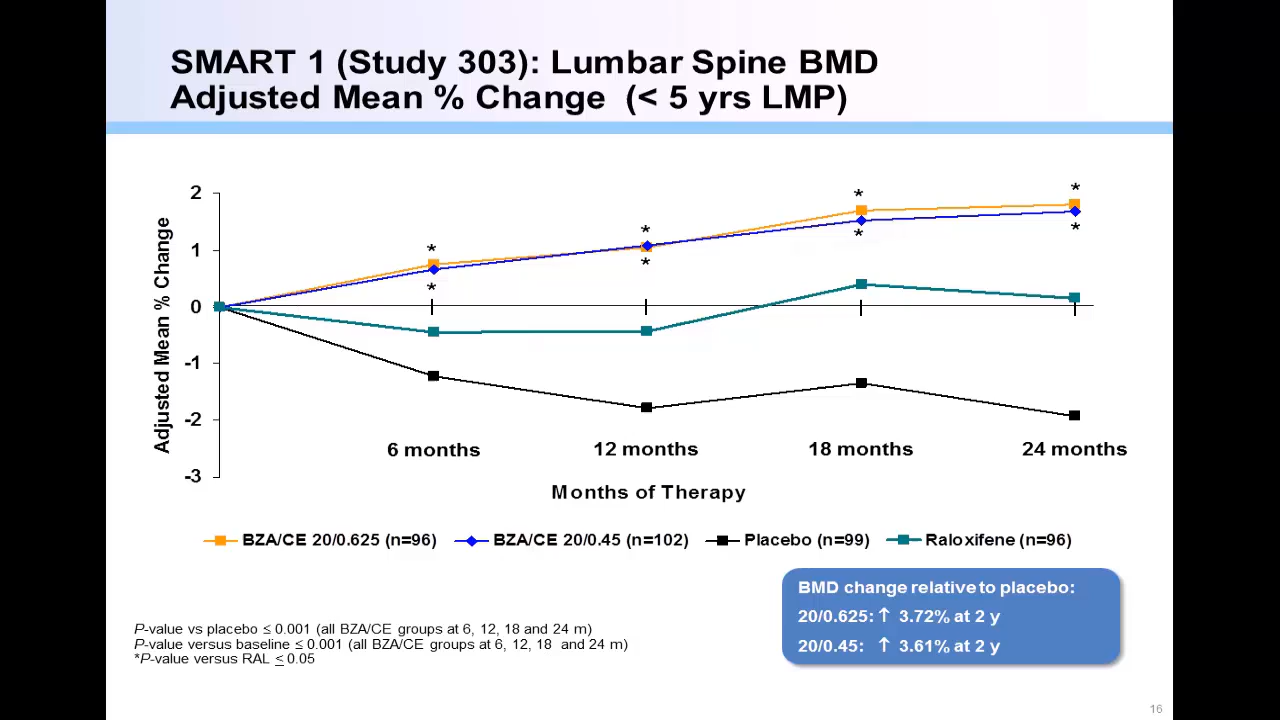 SMART 1 (Study 303): Lumbar Spine BMD
Adjusted Mean % Change (< 5 yrs LMP)
Adjusted Mean % Change
2
1
0
-1
-2
-3
*
*
*
*
*
*
*
*
6 months
12 months
18 months
24 months
Months of Therapy
BZA/CE 20/0.625 (n=96)
BZA/CE 20/0.45 (n=102)
Placebo (n=99)
Raloxifene (n=96)
BMD change relative to placebo:
20/0.625: ↑ 3.72% at 2 y
20/0.45: ↑ 3.61% at 2 y
P-value vs placebo ≤ 0.001 (all BZA/CE groups at 6, 12, 18 and 24 m)
P-value versus baseline ≤ 0.001 (all BZA/CE groups at 6, 12, 18 and 24 m)
*P-value versus RAL ≤ 0.05
16